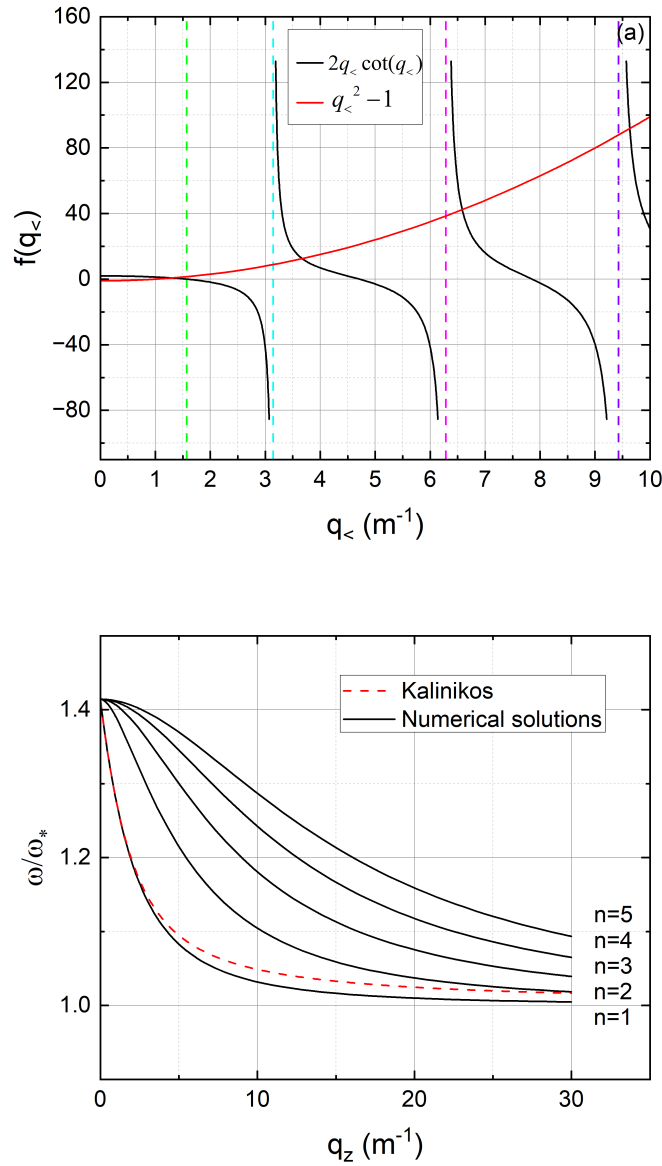 160
120
80
40
0
−40
−80
f(q<)
(a)
2q< cot(q<)
q<² −1
0 1 2 3 4 5 6 7 8 9 10
q< (m⁻¹)
1.4
1.2
1.0
ω/ω*
Kalinikos
Numerical solutions
n=5
n=4
n=3
n=2
n=1
0 10 20 30
qz (m⁻¹)